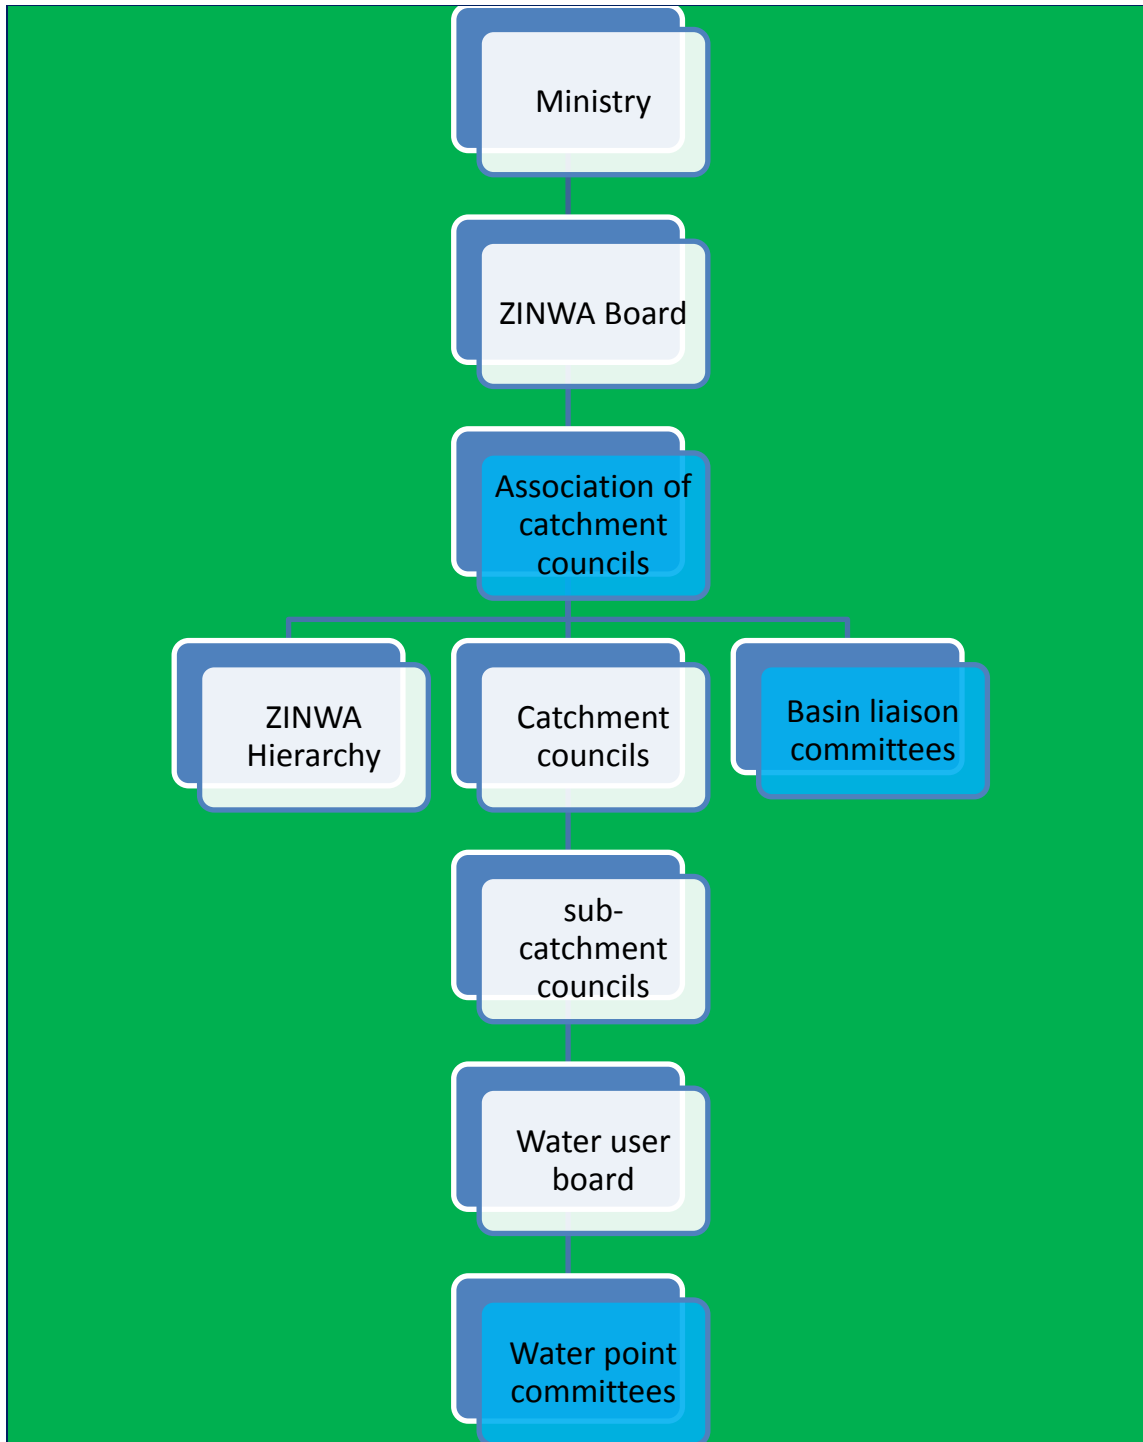 Ministry
ZINWA Board
Association of
catchment
councils
ZINWA
Hierarchy
Catchment
councils
Basin liaison
committees
sub-
catchment
councils
Water user
board
Water point
committees